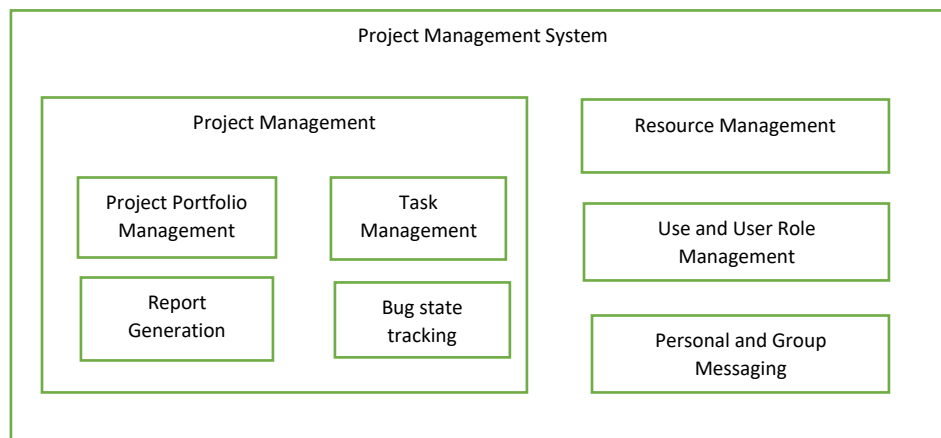 Project Management System
Project Management
Project Portfolio
Management
Task
Management
Report
Generation
Bug state
tracking
Resource Management
Use and User Role
Management
Personal and Group
Messaging